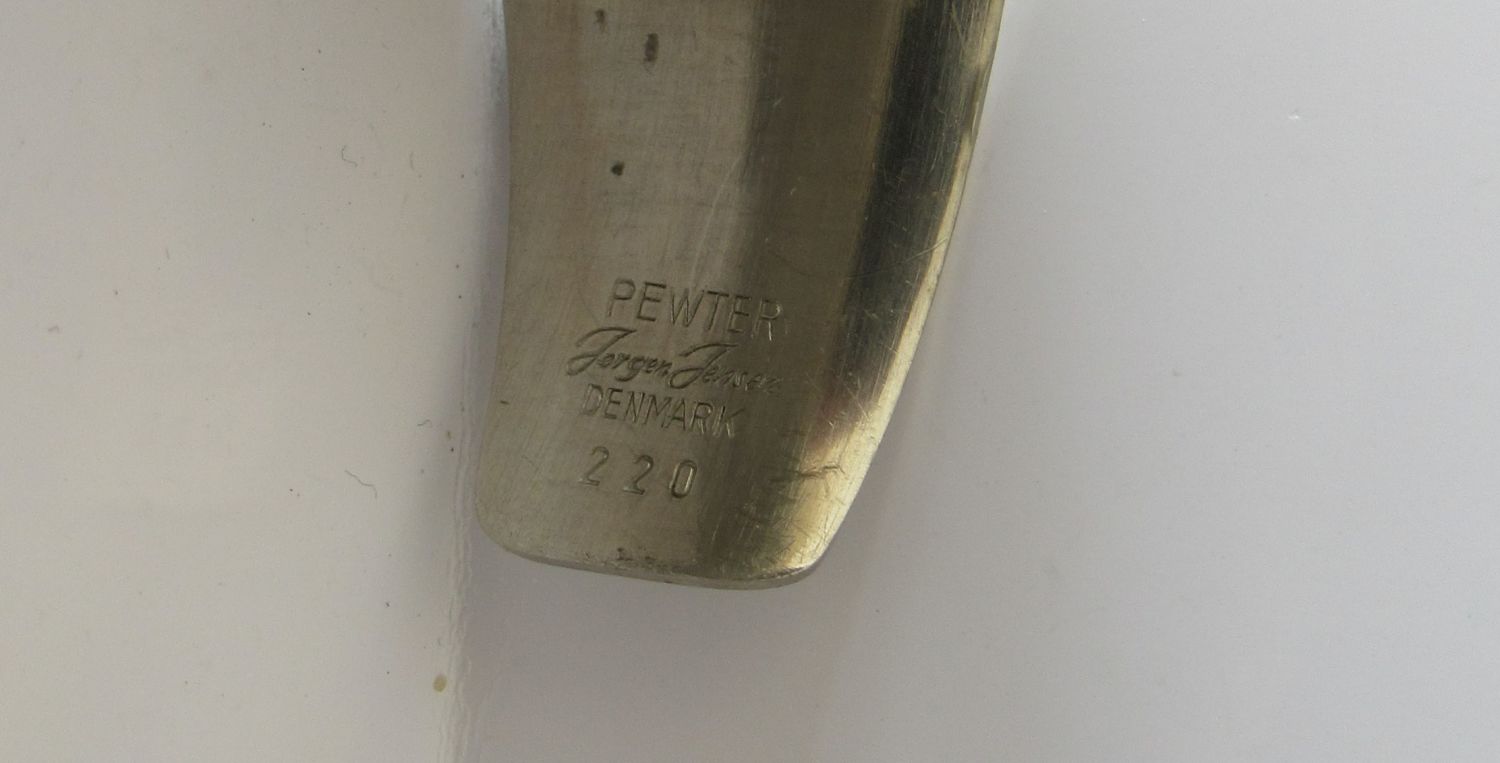 PEWTER
Jørgen Jensen
DENMARK
220